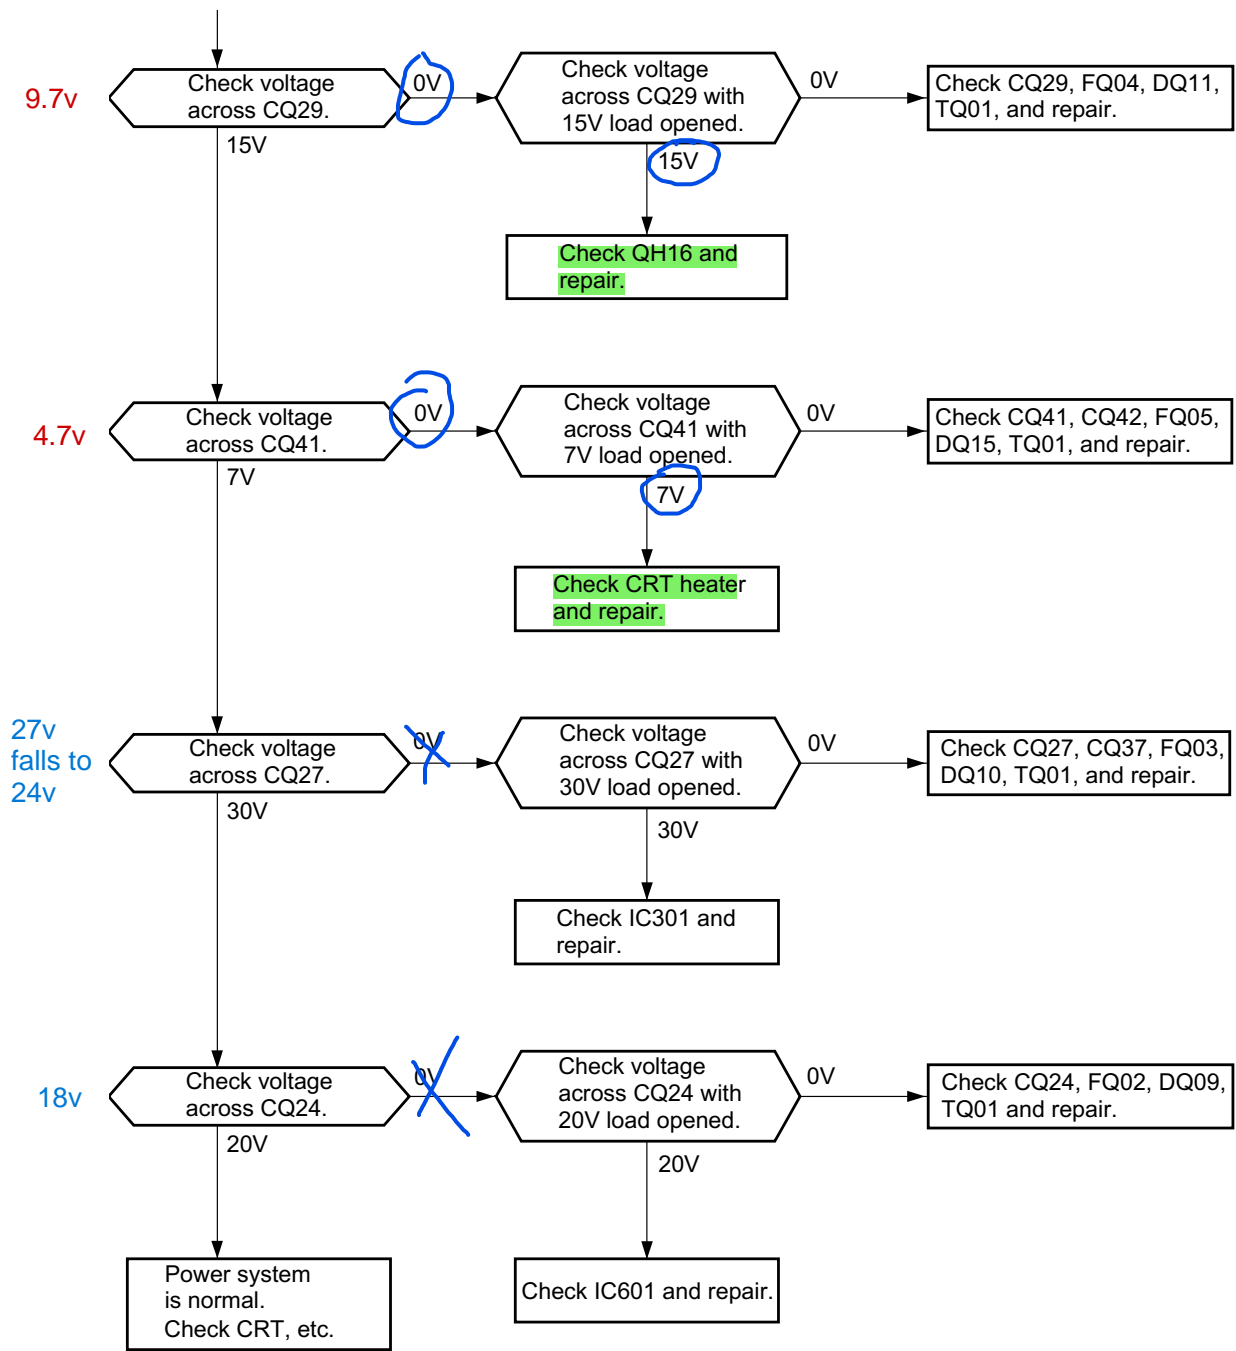 9.7v
Check voltage
across CQ29.
0V
15V
Check voltage
across CQ29 with
15V load opened.
0V
15V
Check CQ29, FQ04, DQ11,
TQ01, and repair.
Check QH16 and
repair.
4.7v
Check voltage
across CQ41.
0V
7V
Check voltage
across CQ41 with
7V load opened.
0V
7V
Check CQ41, CQ42, FQ05,
DQ15, TQ01, and repair.
Check CRT heater
and repair.
27v
falls to
24v
Check voltage
across CQ27.
0V
30V
Check voltage
across CQ27 with
30V load opened.
0V
30V
Check CQ27, CQ37, FQ03,
DQ10, TQ01, and repair.
Check IC301 and
repair.
18v
Check voltage
across CQ24.
0V
20V
Check voltage
across CQ24 with
20V load opened.
0V
20V
Check CQ24, FQ02, DQ09,
TQ01 and repair.
Power system
is normal.
Check CRT, etc.
Check IC601 and repair.